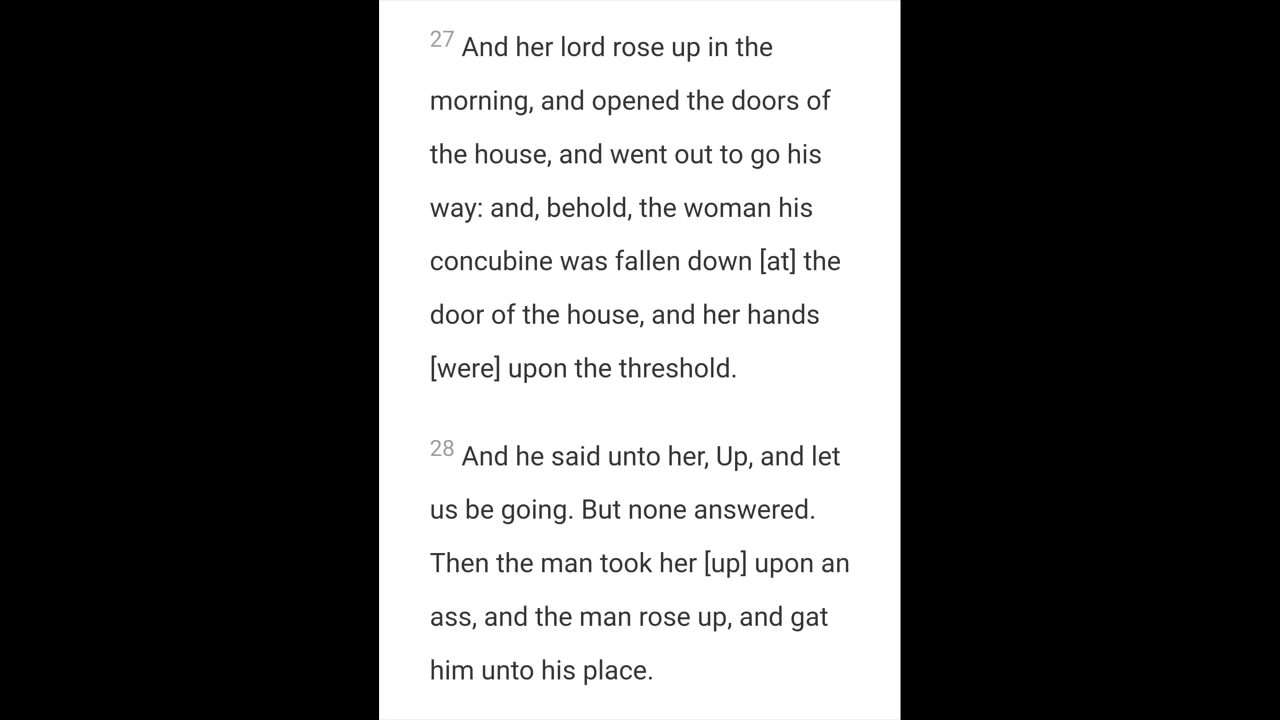 27 And her lord rose up in the
morning, and opened the doors of
the house, and went out to go his
way: and, behold, the woman his
concubine was fallen down [at] the
door of the house, and her hands
[were] upon the threshold.
28 And he said unto her, Up, and let
us be going. But none answered.
Then the man took her [up] upon an
ass, and the man rose up, and gat
him unto his place.